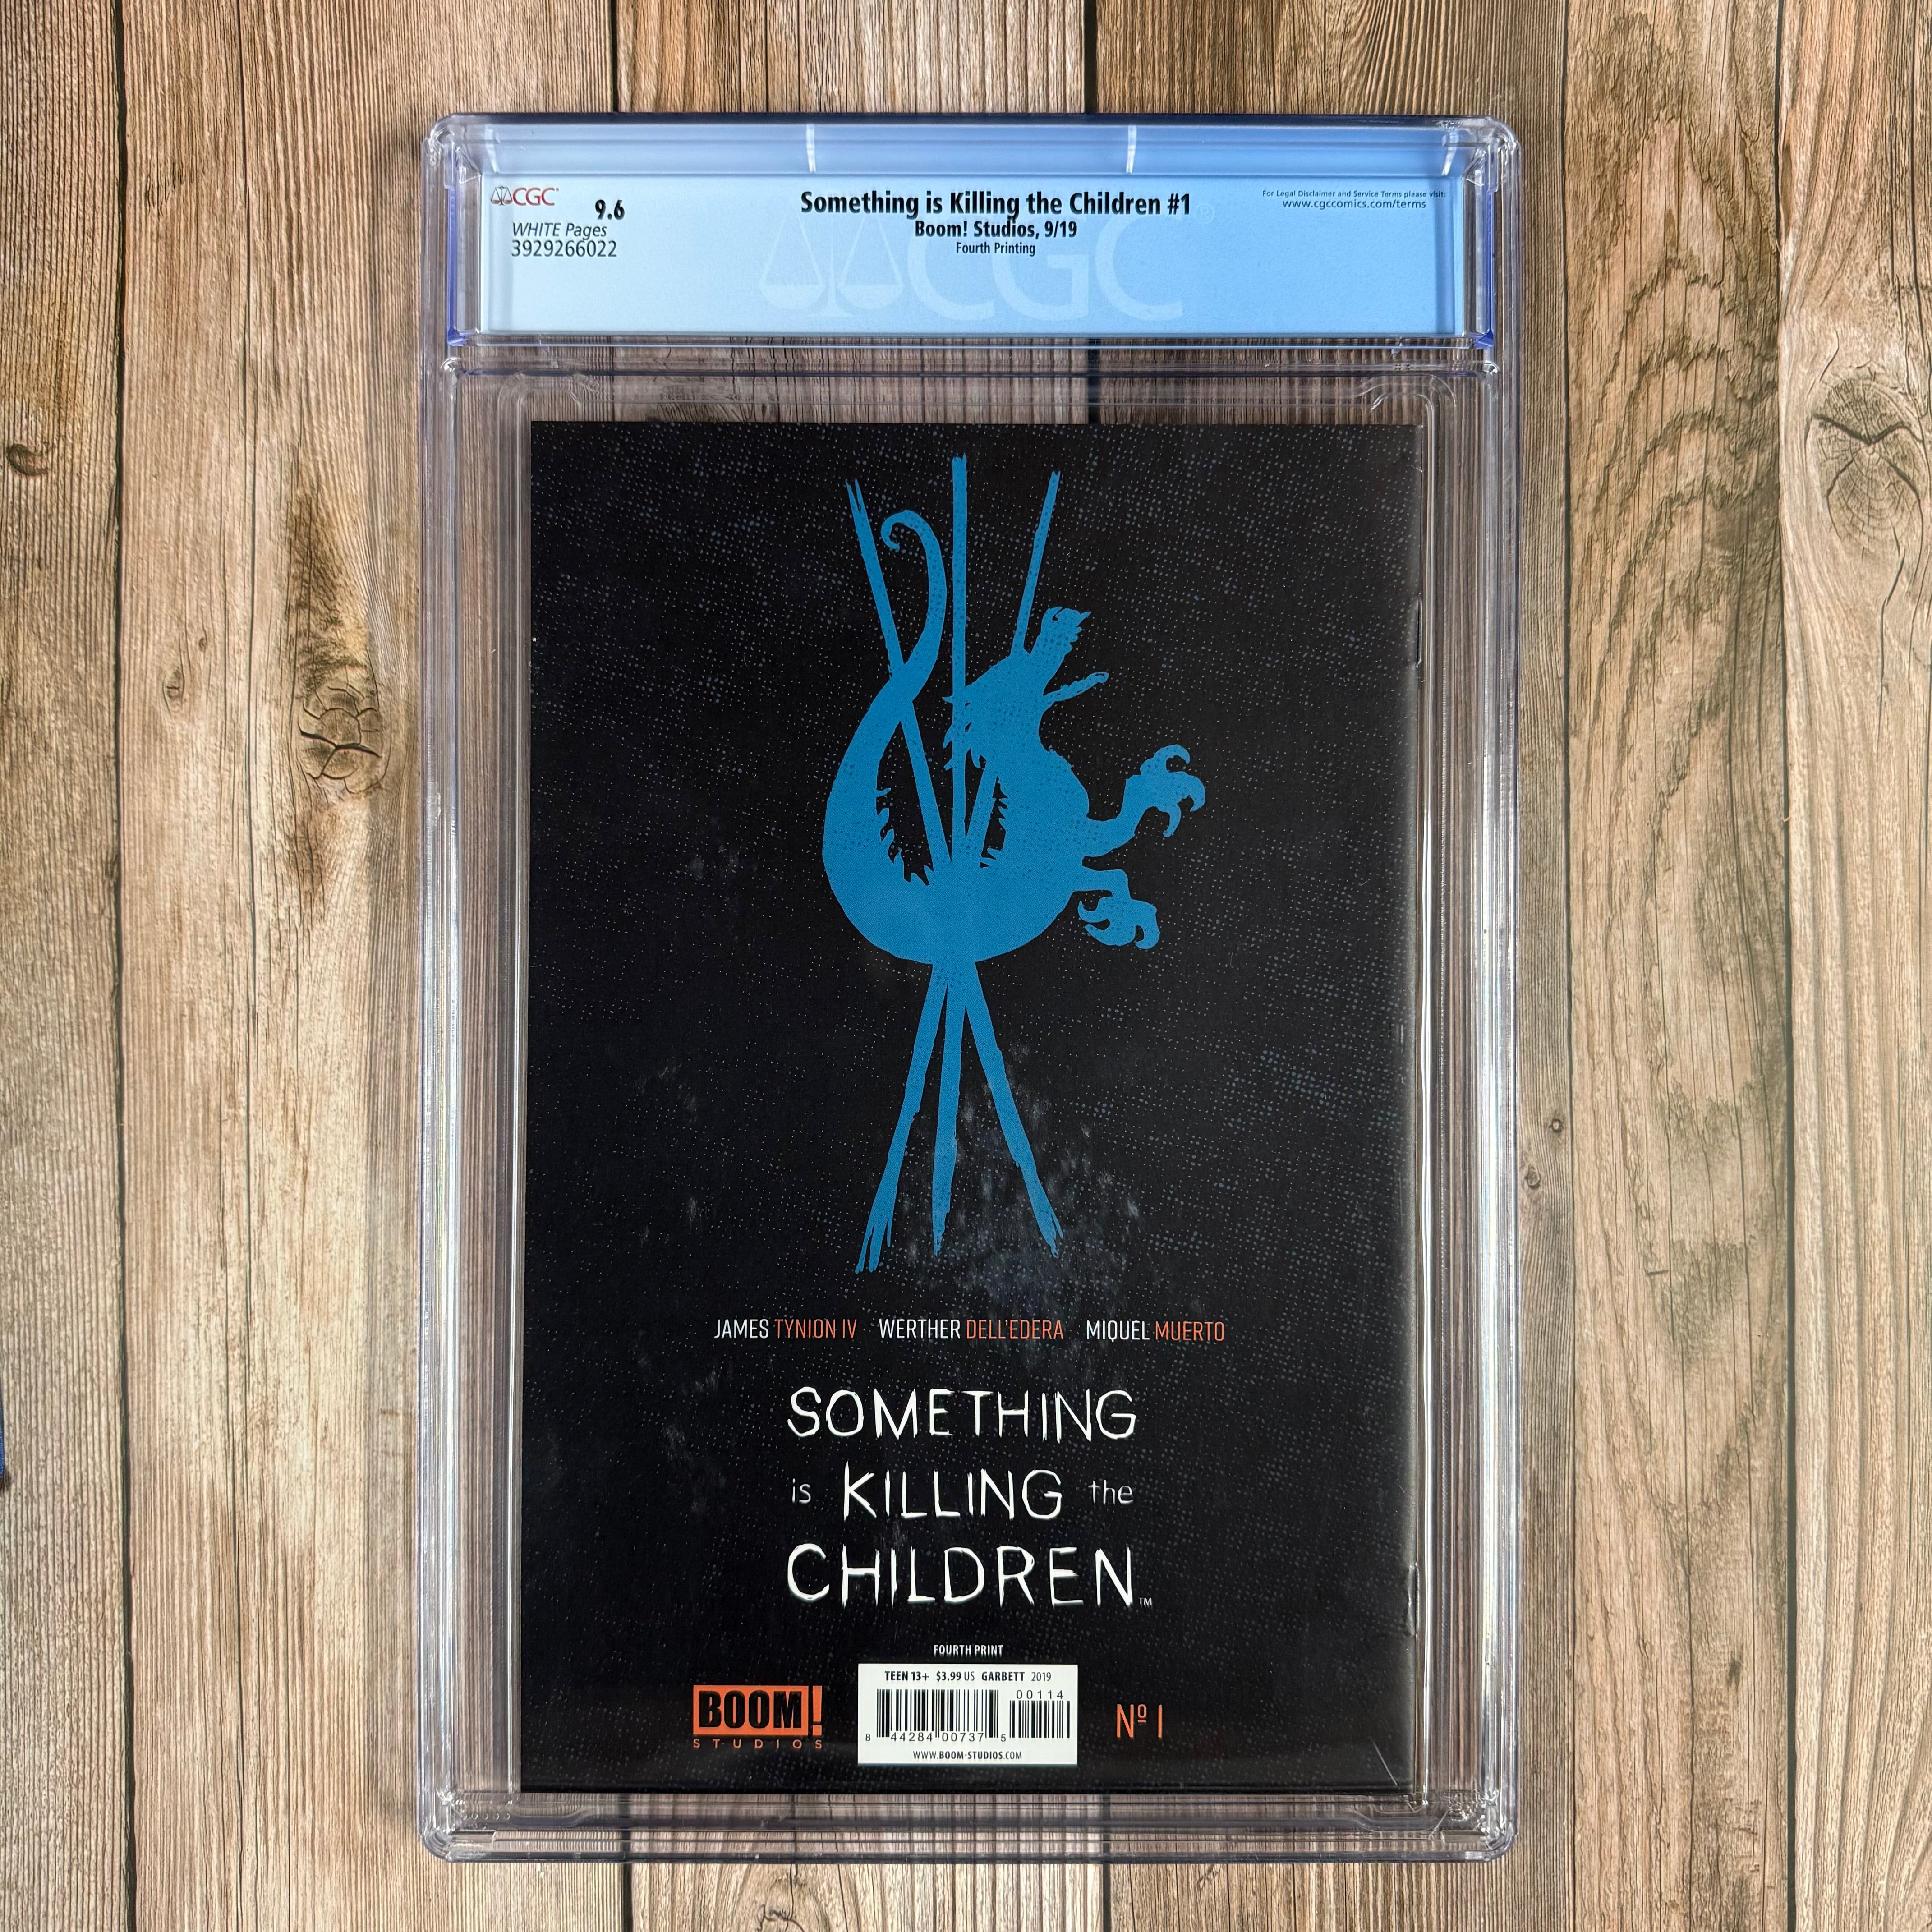 CGC
9.6
WHITE Pages
3929266022
Something is Killing the Children #1
Boom! Studios, 9/19
Fourth Printing
For Legal Disclaimer and Service Terms please visit:
www.cgccomics.com/terms
CGC®
JAMES TYNION IV WERTHER DELL'EDERA MIQUEL MUERTO
SOMETHING
is KILLING the
CHILDREN™
FOURTH PRINT
TEEN 13+ $3.99 US GARBETT 2019
00114
8 44284 00737 5
WWW.BOOM-STUDIOS.COM
BOOM!
STUDIOS
Nº 1